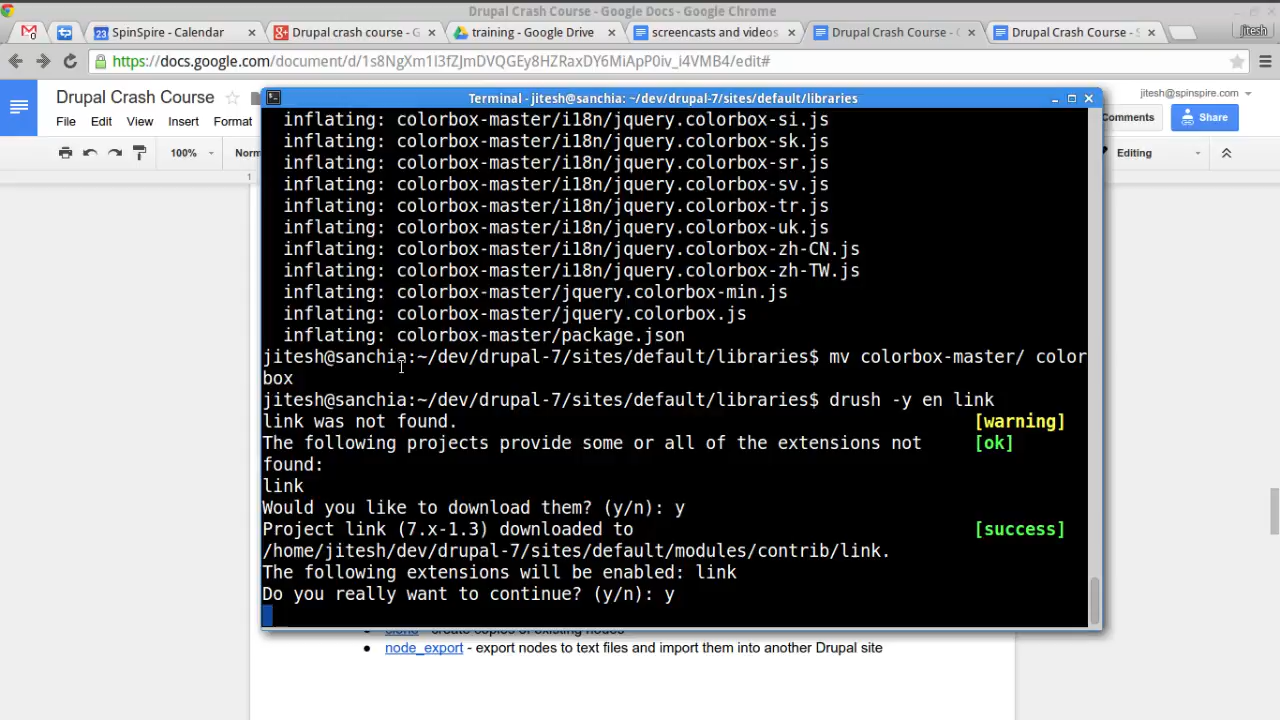 Drupal Crash Course - Google Docs - Google Chrome
23 SpinSpire - Calendar
Drupal crash course - G
training - Google Drive
screencasts and videos
Drupal Crash Course -
Drupal Crash Course - S
jitesh
https://docs.google.com/document/d/1s8NgXm1I3fZJmDVQGEy8HZRaxDY6MiApP0iv_i4VMB4/edit#
Drupal Crash Course
jitesh@spinspire.com
File Edit View Insert Format
Comments
Share
100%
Norm
Editing
1
Terminal - jitesh@sanchia: ~/dev/drupal-7/sites/default/libraries
inflating: colorbox-master/i18n/jquery.colorbox-si.js
inflating: colorbox-master/i18n/jquery.colorbox-sk.js
inflating: colorbox-master/i18n/jquery.colorbox-sr.js
inflating: colorbox-master/i18n/jquery.colorbox-sv.js
inflating: colorbox-master/i18n/jquery.colorbox-tr.js
inflating: colorbox-master/i18n/jquery.colorbox-uk.js
inflating: colorbox-master/i18n/jquery.colorbox-zh-CN.js
inflating: colorbox-master/i18n/jquery.colorbox-zh-TW.js
inflating: colorbox-master/jquery.colorbox-min.js
inflating: colorbox-master/jquery.colorbox.js
inflating: colorbox-master/package.json
jitesh@sanchia:~/dev/drupal-7/sites/default/libraries$ mv colorbox-master/ color
box
jitesh@sanchia:~/dev/drupal-7/sites/default/libraries$ drush -y en link
link was not found. [warning]
The following projects provide some or all of the extensions not [ok]
found:
link
Would you like to download them? (y/n): y
Project link (7.x-1.3) downloaded to [success]
/home/jitesh/dev/drupal-7/sites/default/modules/contrib/link.
The following extensions will be enabled: link
Do you really want to continue? (y/n): y
node_export - export nodes to text files and import them into another Drupal site